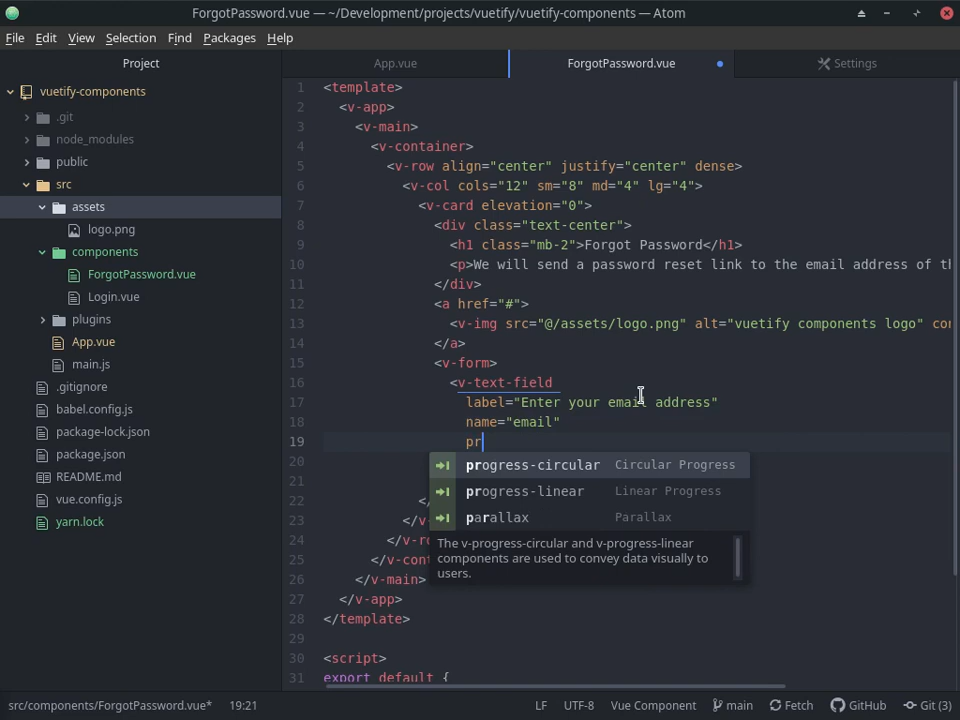 ForgotPassword.vue — ~/Development/projects/vuetify/vuetify-components — Atom
File Edit View Selection Find Packages Help
Project
App.vue
ForgotPassword.vue
Settings
vuetify-components
.git
node_modules
public
src
assets
logo.png
components
ForgotPassword.vue
Login.vue
plugins
App.vue
main.js
.gitignore
babel.config.js
package-lock.json
package.json
README.md
vue.config.js
yarn.lock
1 <template>
2 <v-app>
3 <v-main>
4 <v-container>
5 <v-row align="center" justify="center" dense>
6 <v-col cols="12" sm="8" md="4" lg="4">
7 <v-card elevation="0">
8 <div class="text-center">
9 <h1 class="mb-2">Forgot Password</h1>
10 <p>We will send a password reset link to the email address of
11 </div>
12 <a href="#">
13 <v-img src="@/assets/logo.png" alt="vuetify components logo"
14 </a>
15 <v-form>
16 <v-text-field
17 label="Enter your email address"
18 name="email"
19 pr
20
21
22 </
23 </v-
24 </v-ro
25 </v-cont
26 </v-main>
27 </v-app>
28 </template>
29
30 <script>
31 export default {
progress-circular Circular Progress
progress-linear Linear Progress
parallax Parallax
The v-progress-circular and v-progress-linear
components are used to convey data visually to
users.
src/components/ForgotPassword.vue* 19:21 LF UTF-8 Vue Component main Fetch GitHub Git (3)